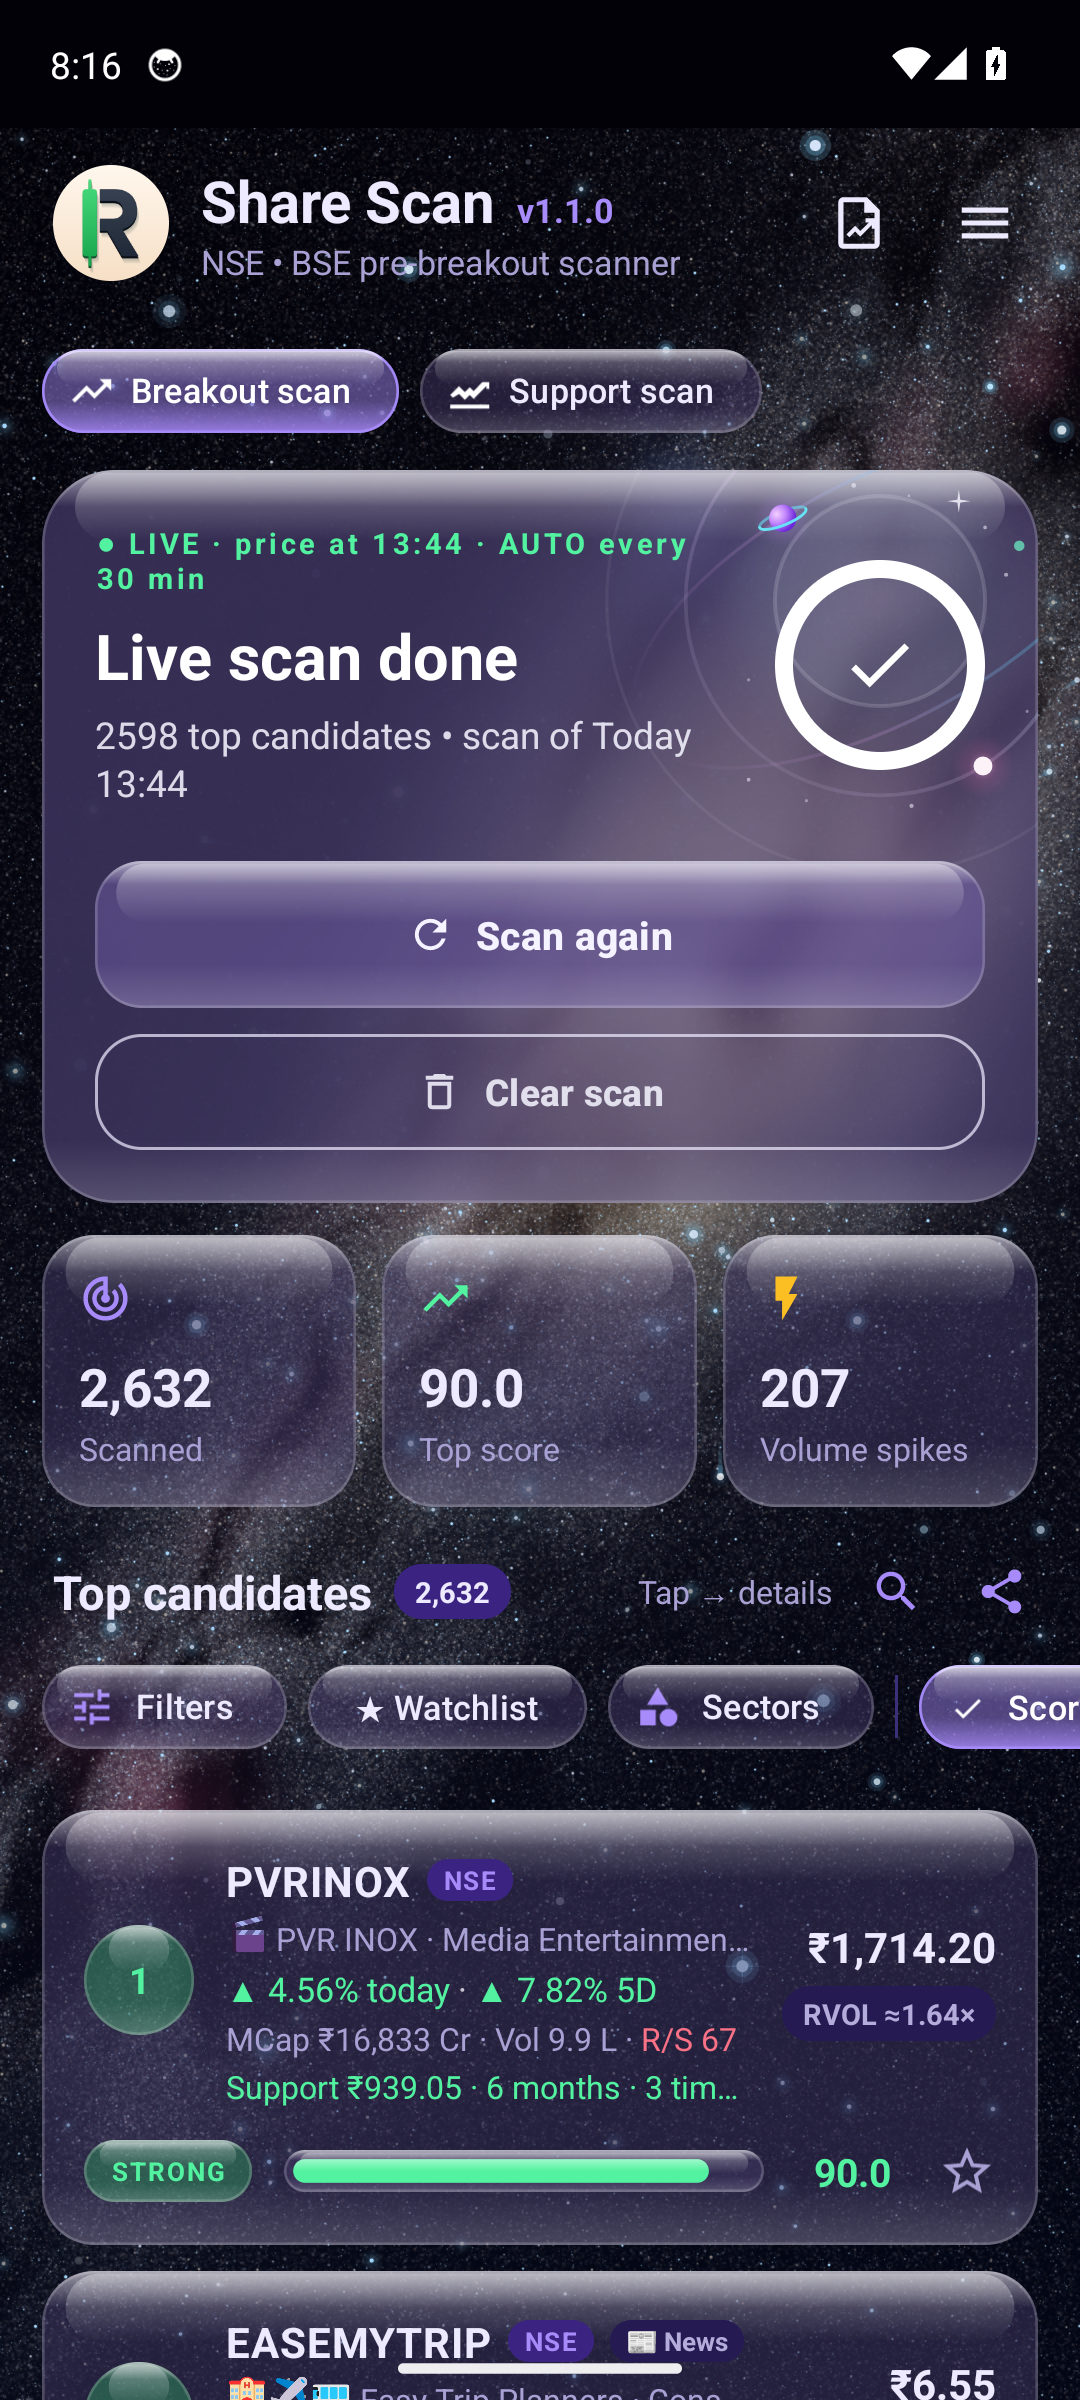 8:16
Share Scan v1.1.0
NSE • BSE pre-breakout scanner
Breakout scan
Support scan
● LIVE · price at 13:44 · AUTO every
30 min
Live scan done
2598 top candidates • scan of Today
13:44
Scan again
Clear scan
2,632
Scanned
90.0
Top score
207
Volume spikes
Top candidates 2,632
Tap → details
Filters
★ Watchlist
Sectors
Scor
PVRINOX NSE
PVR INOX · Media Entertainmen…
₹1,714.20
1
▲ 4.56% today · ▲ 7.82% 5D
RVOL ≈1.64×
MCap ₹16,833 Cr · Vol 9.9 L · R/S 67
Support ₹939.05 · 6 months · 3 tim…
STRONG
90.0
EASEMYTRIP NSE News
₹6.55
Easy Trip Planners · Cons